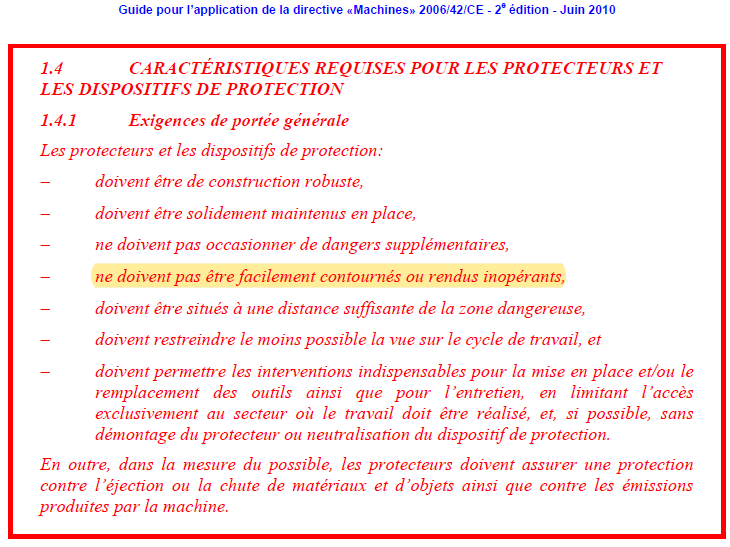 Guide pour l'application de la directive «Machines» 2006/42/CE - 2e édition - Juin 2010
1.4 CARACTÉRISTIQUES REQUISES POUR LES PROTECTEURS ET
LES DISPOSITIFS DE PROTECTION
1.4.1 Exigences de portée générale
Les protecteurs et les dispositifs de protection:
– doivent être de construction robuste,
– doivent être solidement maintenus en place,
– ne doivent pas occasionner de dangers supplémentaires,
– ne doivent pas être facilement contournés ou rendus inopérants,
– doivent être situés à une distance suffisante de la zone dangereuse,
– doivent restreindre le moins possible la vue sur le cycle de travail, et
– doivent permettre les interventions indispensables pour la mise en place et/ou le
remplacement des outils ainsi que pour l'entretien, en limitant l'accès
exclusivement au secteur où le travail doit être réalisé, et, si possible, sans
démontage du protecteur ou neutralisation du dispositif de protection.
En outre, dans la mesure du possible, les protecteurs doivent assurer une protection
contre l'éjection ou la chute de matériaux et d'objets ainsi que contre les émissions
produites par la machine.